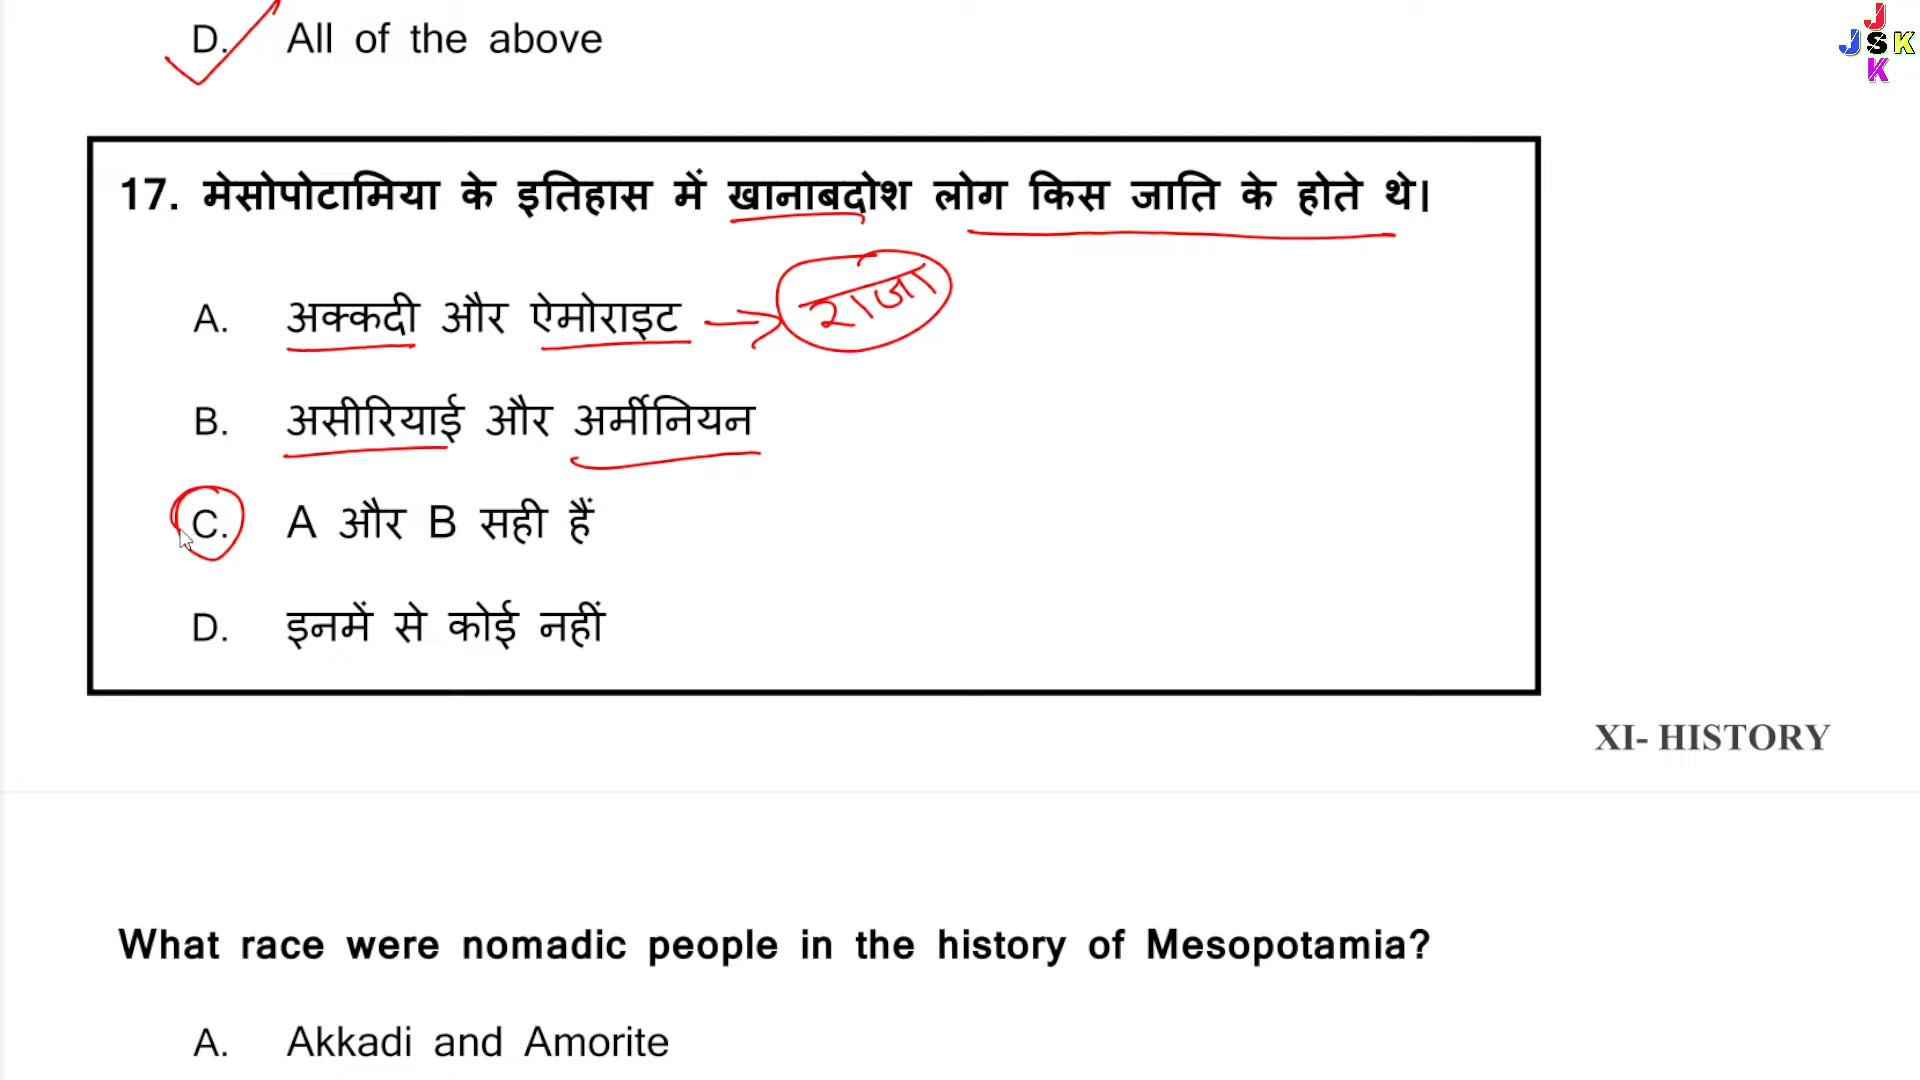 D. All of the above
J
J S K
K
17. मेसोपोटामिया के इतिहास में खानाबदोश लोग किस जाति के होते थे।
A. अक्कदी और ऐमोराइट → राजा
B. असीरियाई और अर्मीनियन
C. A और B सही हैं
D. इनमें से कोई नहीं
XI- HISTORY
What race were nomadic people in the history of Mesopotamia?
A. Akkadi and Amorite